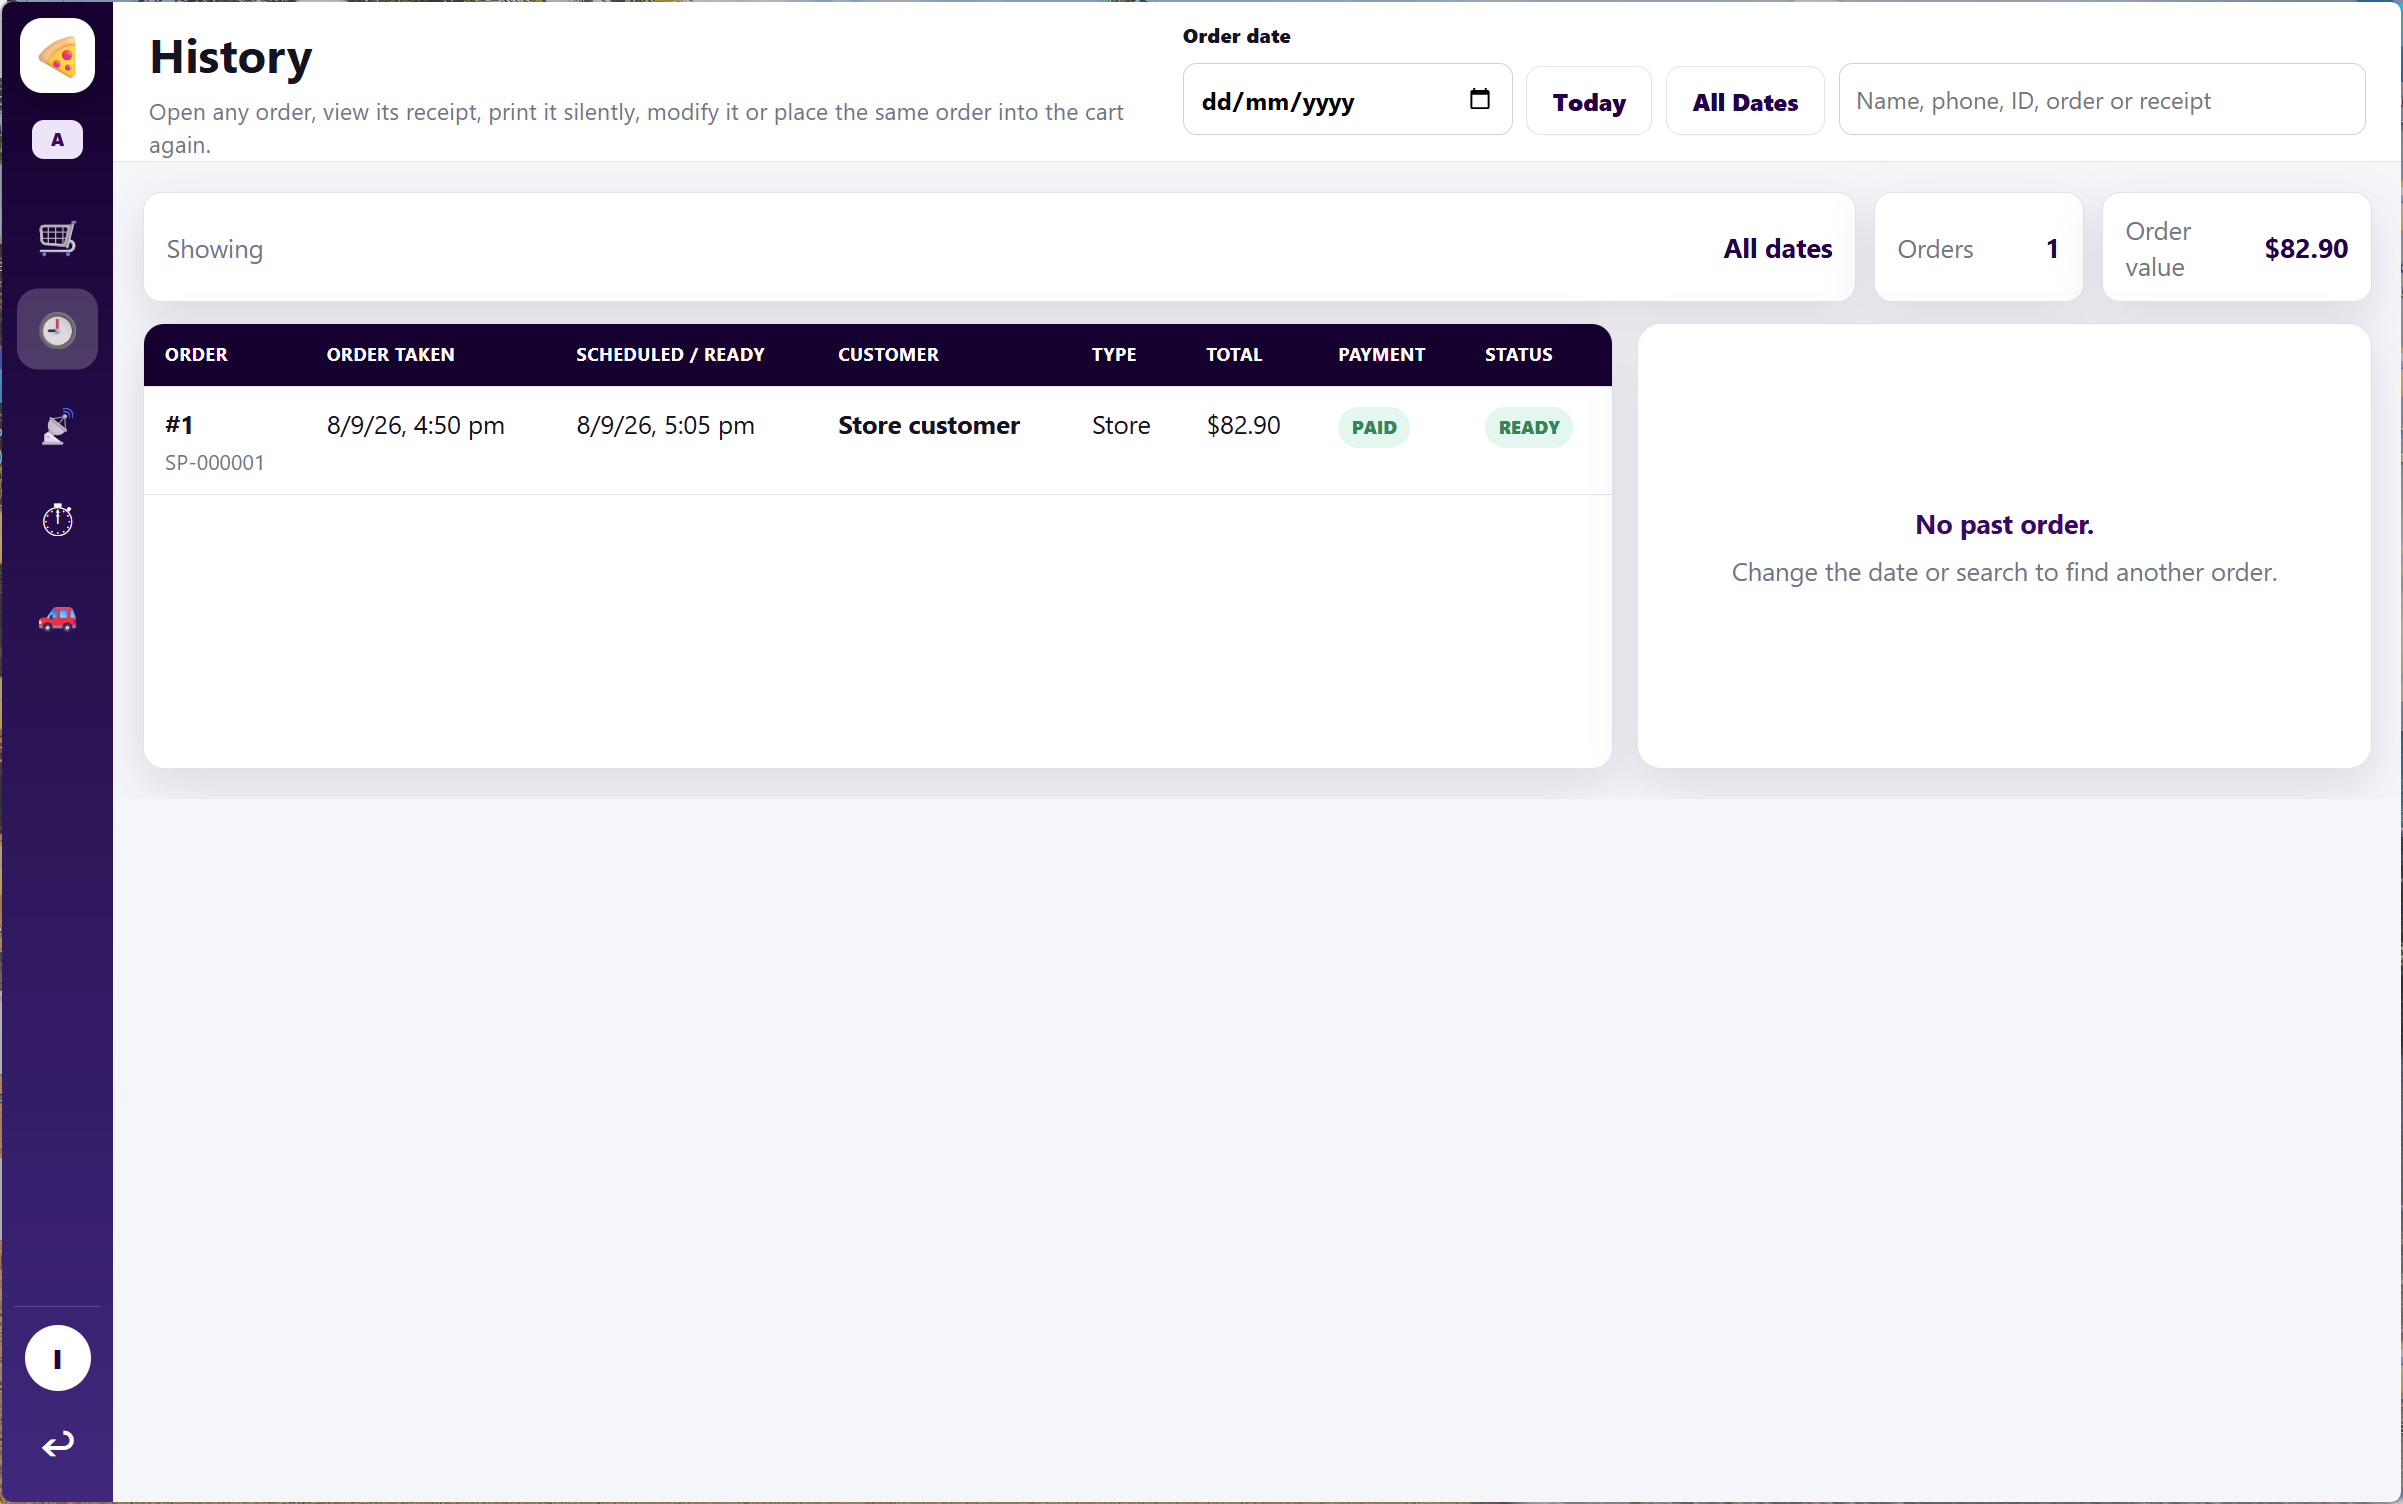 History
Open any order, view its receipt, print it silently, modify it or place the same order into the cart
again.
Order date
dd/mm/yyyy
Today
All Dates
Name, phone, ID, order or receipt
A
Showing
All dates
Orders
1
Order
value
$82.90
ORDER ORDER TAKEN SCHEDULED / READY CUSTOMER TYPE TOTAL PAYMENT STATUS
#1 8/9/26, 4:50 pm 8/9/26, 5:05 pm Store customer Store $82.90 PAID READY
SP-000001
No past order.
Change the date or search to find another order.
I